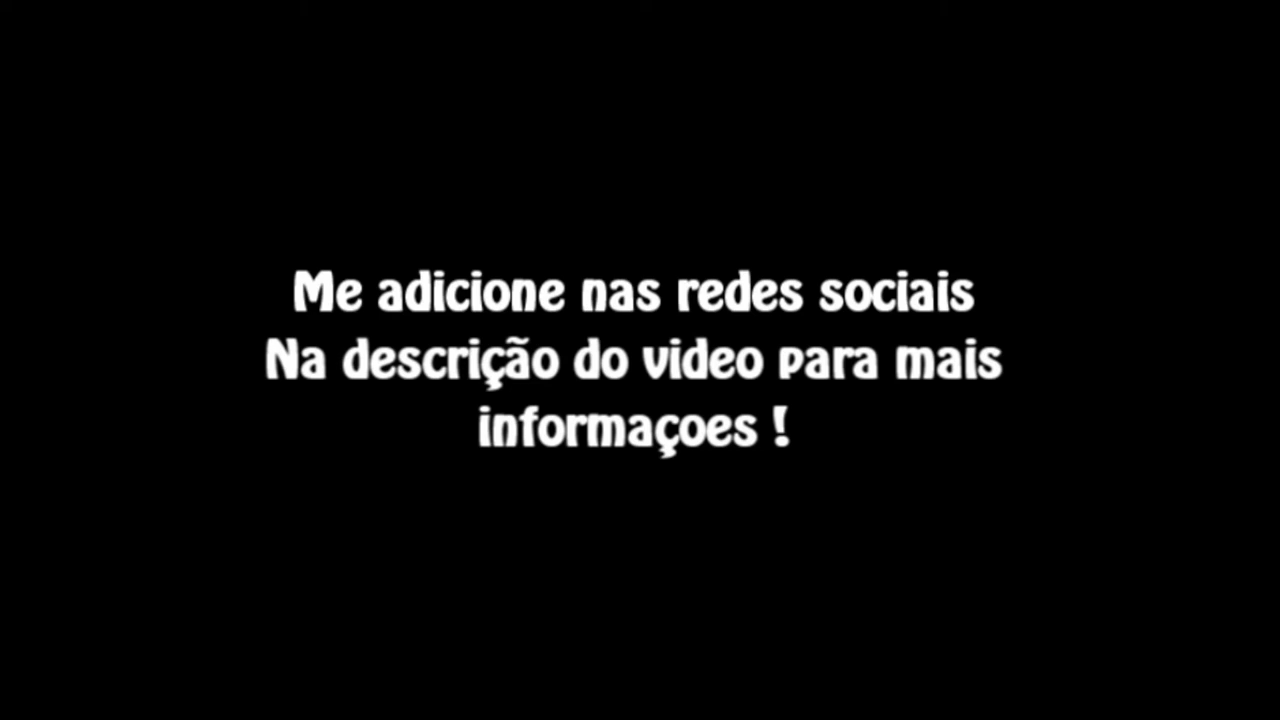 Me adicione nas redes sociais
Na descrição do video para mais
informaçoes !